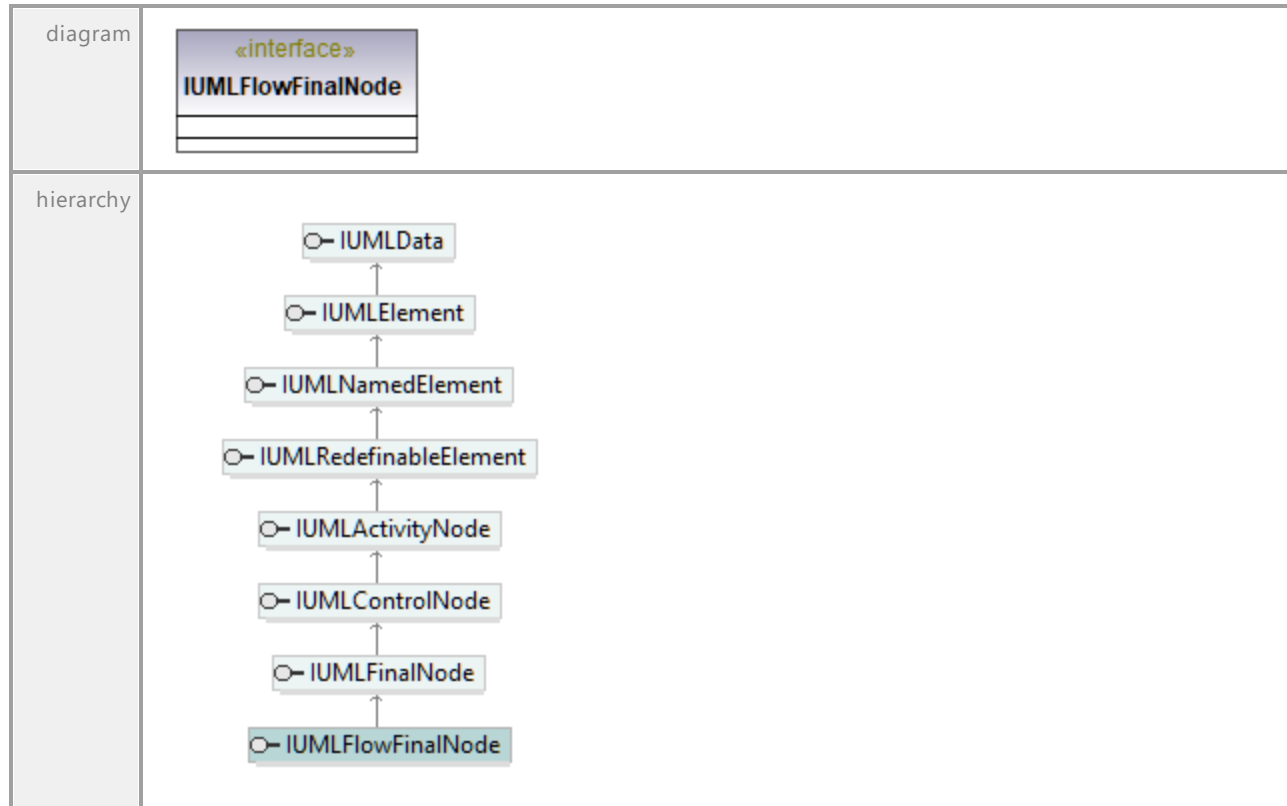 diagram
«interface»
IUMLFlowFinalNode
hierarchy
IUMLData
IUMLElement
IUMLNamedElement
IUMLRedefinableElement
IUMLActivityNode
IUMLControlNode
IUMLFinalNode
IUMLFlowFinalNode